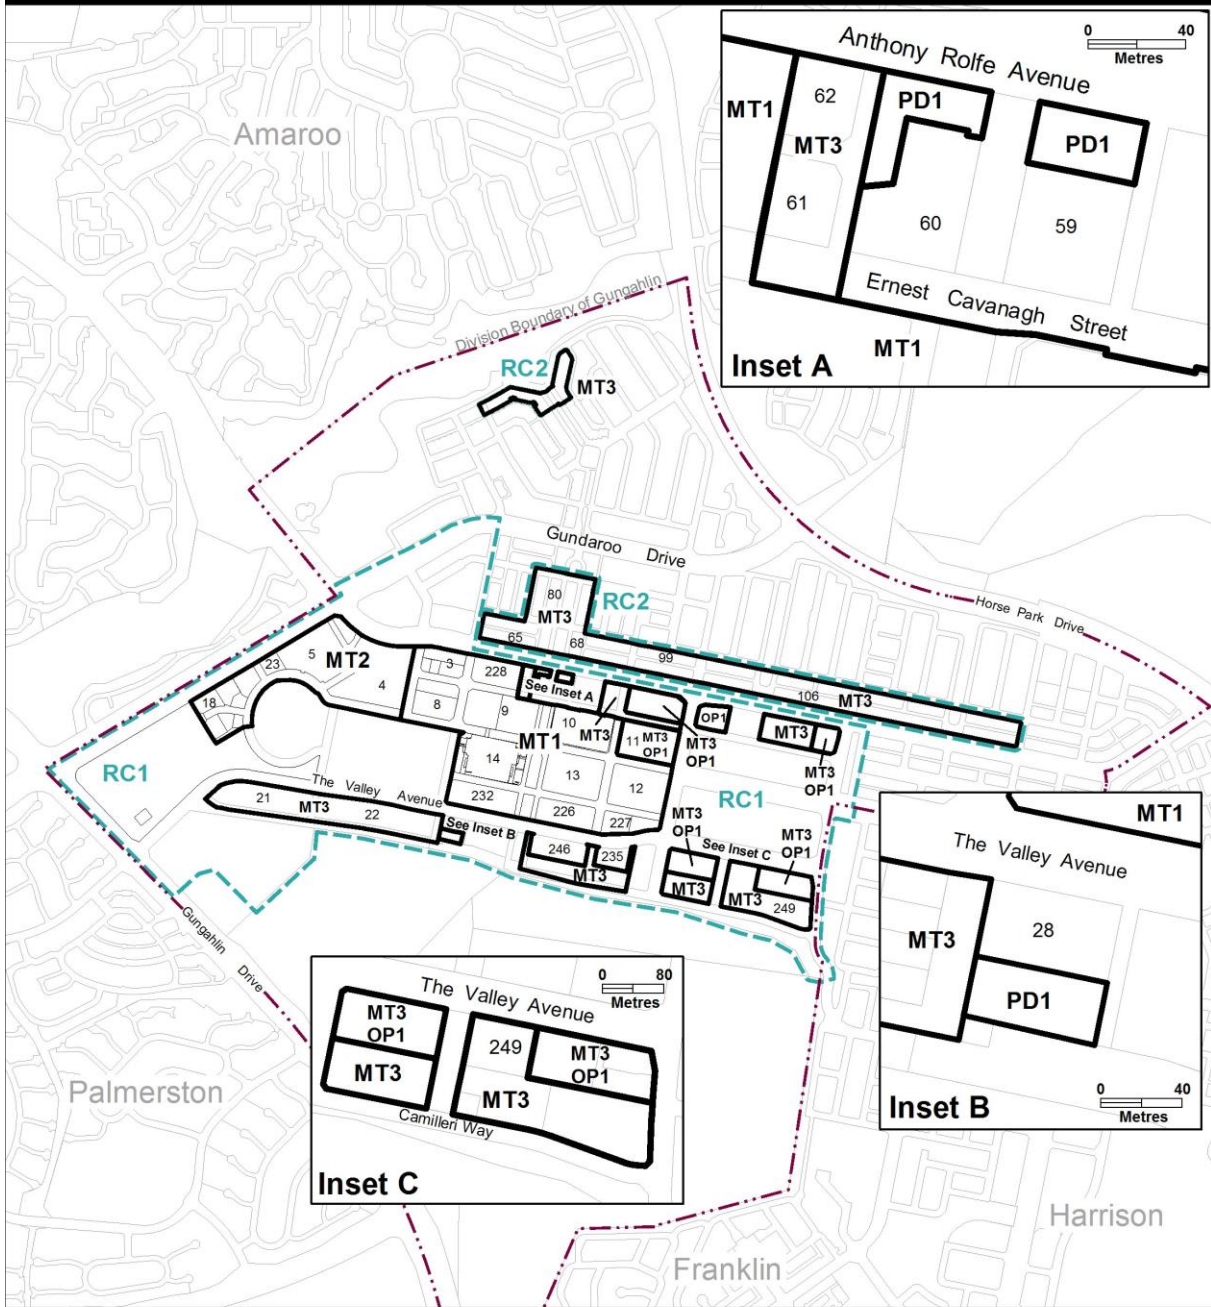 Amaroo
Anthony Rolfe Avenue
0 40
Metres
MT1
62
MT3
PD1
PD1
61
60
59
Ernest Cavanagh Street
MT1
Inset A
Division Boundary of Gungahlin
RC2
MT3
Gundaroo Drive
Horse Park Drive
80
MT3
RC2
65
68
99
106
MT3
23
5
MT2
4
18
3
228
See Inset A
8
9
10
MT3
11
MT3
OP1
MT3
OP1
OP1
MT3
MT3
OP1
MT1
14
13
12
232
226
227
RC1
RC1
The Valley Avenue
21
MT3
22
See Inset B
246
235
MT3
MT3
OP1
See Inset C
MT3
OP1
MT3
MT3
249
Gungahlin Drive
MT1
The Valley Avenue
MT3
28
PD1
0 40
Metres
Inset B
0 80
Metres
The Valley Avenue
MT3
OP1
249
MT3
OP1
MT3
MT3
Camilleri Way
Inset C
Palmerston
Harrison
Franklin